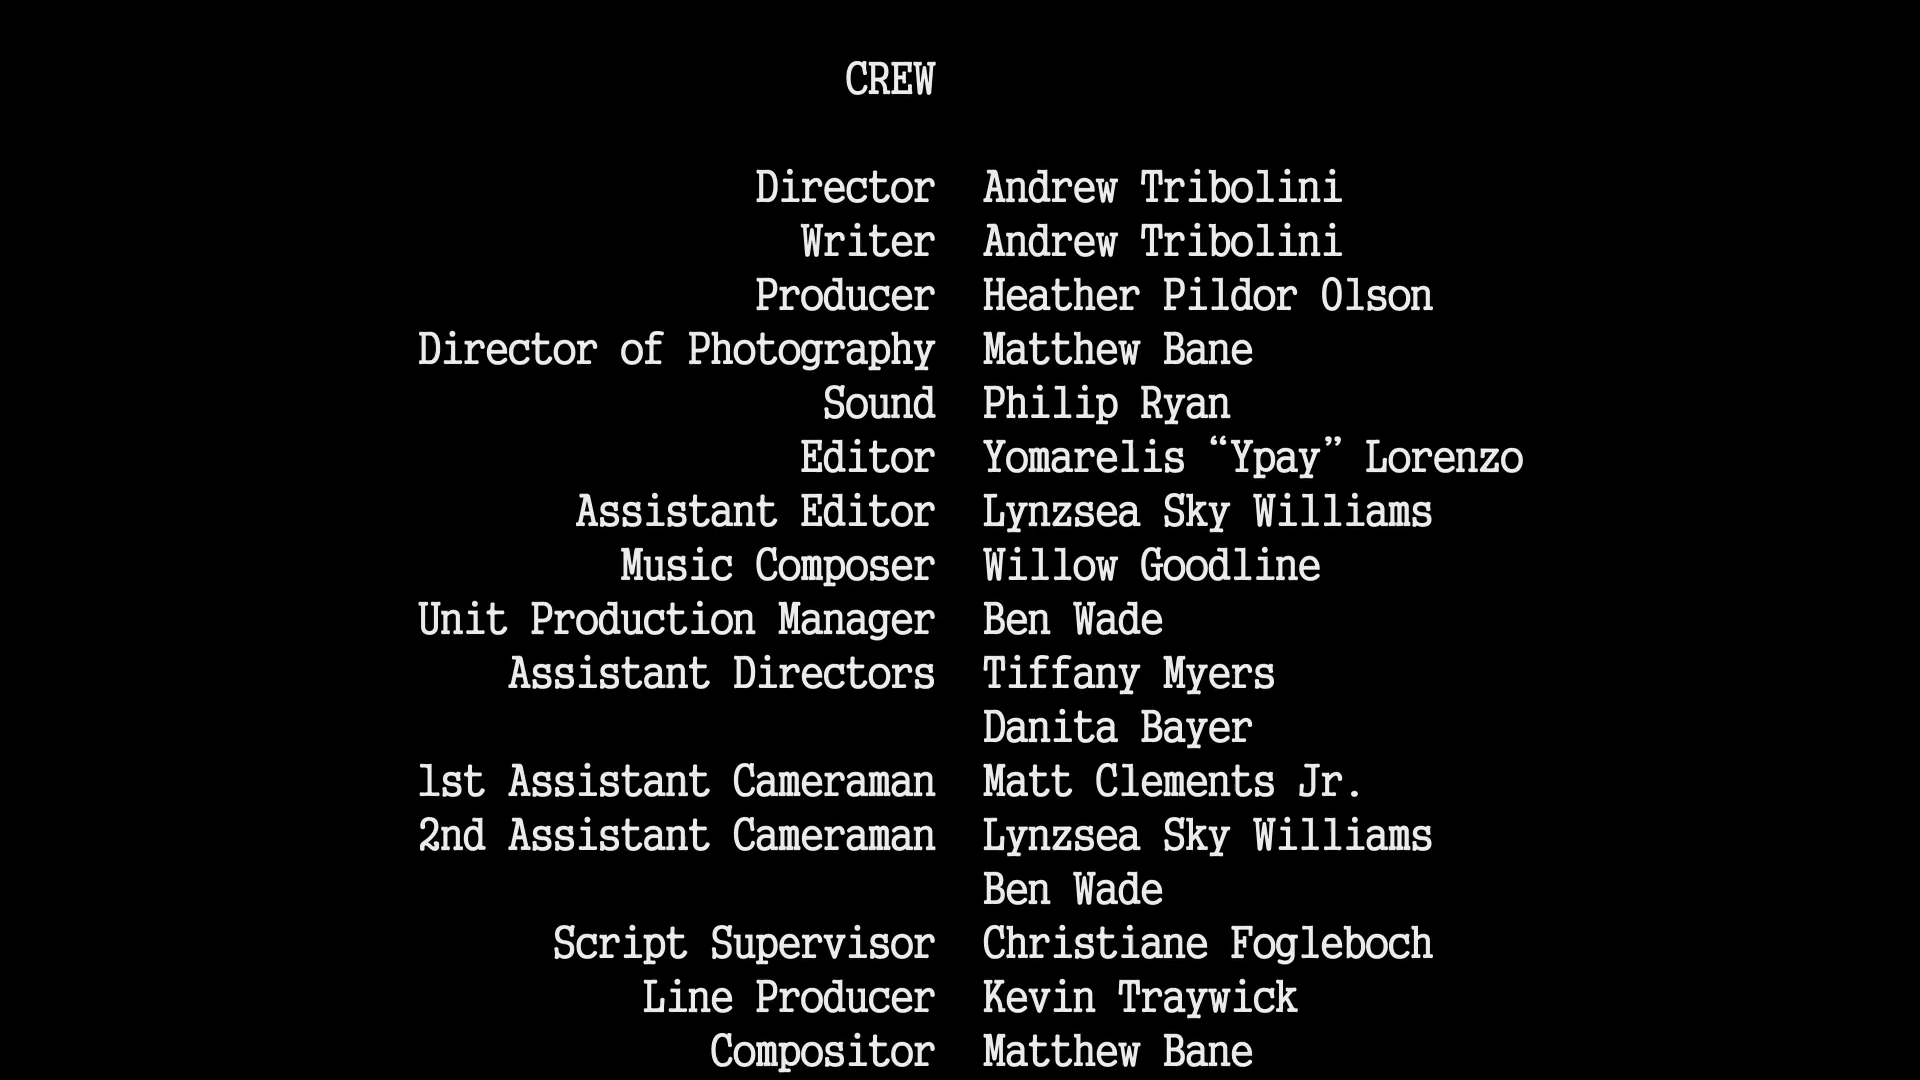 CREW
Director Andrew Tribolini
Writer Andrew Tribolini
Producer Heather Pildor Olson
Director of Photography Matthew Bane
Sound Philip Ryan
Editor Yomarelis “Ypay” Lorenzo
Assistant Editor Lynzsea Sky Williams
Music Composer Willow Goodline
Unit Production Manager Ben Wade
Assistant Directors Tiffany Myers
Danita Bayer
1st Assistant Cameraman Matt Clements Jr.
2nd Assistant Cameraman Lynzsea Sky Williams
Ben Wade
Script Supervisor Christiane Fogleboch
Line Producer Kevin Traywick
Compositor Matthew Bane